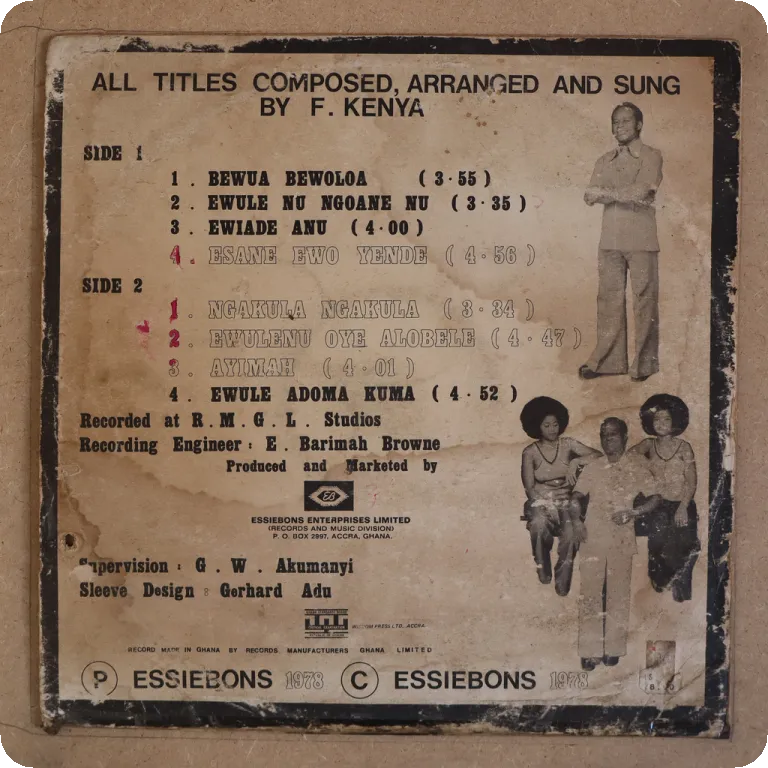 ALL TITLES COMPOSED, ARRANGED AND SUNG
BY F. KENYA
SIDE 1
1. BEWUA BEWOLOA (3·55)
2. EWULE NU NGOANE NU (3·35)
3. EWIADE ANU (4·00)
4. ESANE EWO YENDE (4·56)
SIDE 2
1. NGAKULA NGAKULA (3·34)
2. EWULENU OYE ALOBELE (4·47)
3. AYIMAH (4·01)
4. EWULE ADOMA KUMA (4·52)
Recorded at R.M.G.L. Studios
Recording Engineer: E. Barimah Browne
Produced and Marketed by
EB
ESSIEBONS ENTERPRISES LIMITED
(RECORDS AND MUSIC DIVISION)
P. O. BOX 2997, ACCRA, GHANA.
Supervision: G. W. Akumanyi
Sleeve Design: Gerhard Adu
PRESS LTD., ACCRA
RECORD MADE IN GHANA BY RECORDS MANUFACTURERS GHANA LIMITED
P ESSIEBONS 1978 C ESSIEBONS 1978